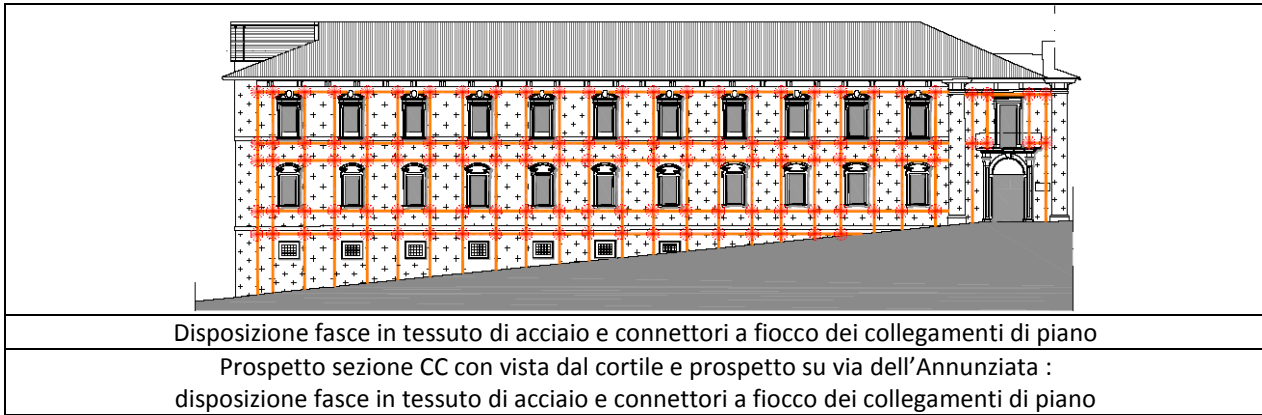 Disposizione fasce in tessuto di acciaio e connettori a fiocco dei collegamenti di piano
Prospetto sezione CC con vista dal cortile e prospetto su via dell’Annunziata :
disposizione fasce in tessuto di acciaio e connettori a fiocco dei collegamenti di piano